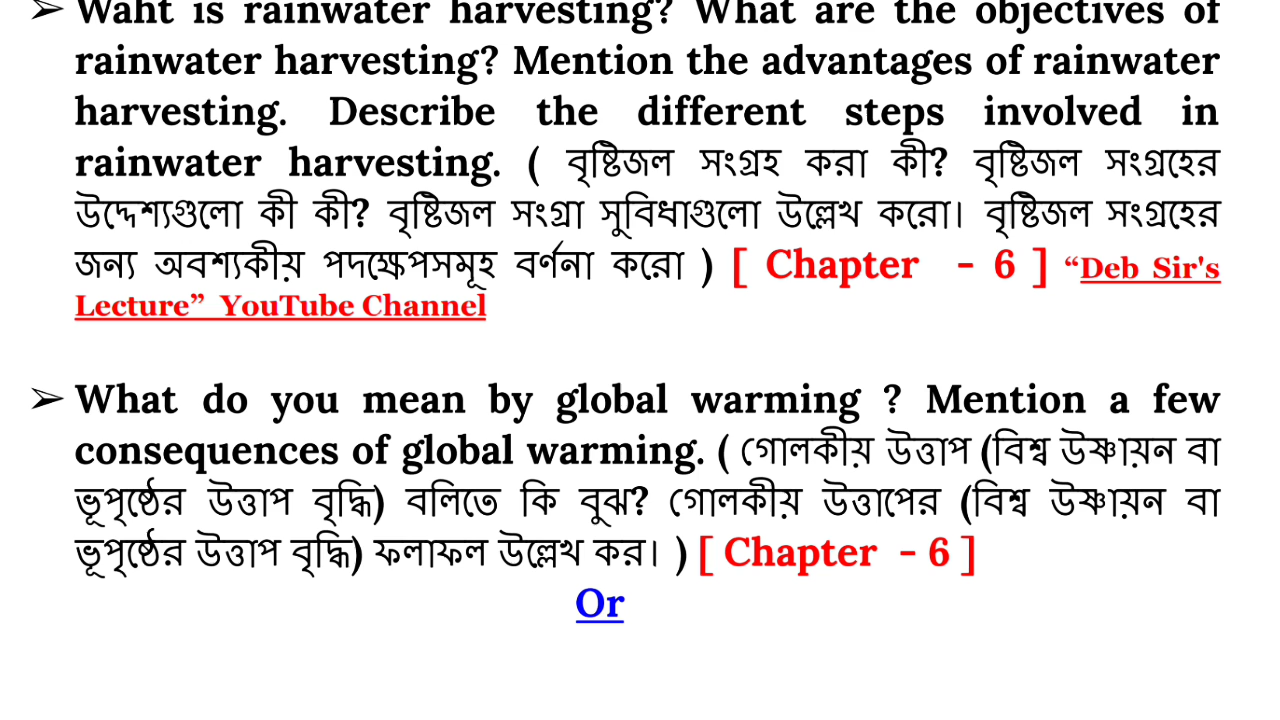 ➢ Waht is rainwater harvesting? What are the objectives of
rainwater harvesting? Mention the advantages of rainwater
harvesting. Describe the different steps involved in
rainwater harvesting. ( বৃষ্টিজল সংগ্রহ করা কী? বৃষ্টিজল সংগ্রহের
উদ্দেশ্যগুলো কী কী? বৃষ্টিজল সংগ্রা সুবিধাগুলো উল্লেখ করো। বৃষ্টিজল সংগ্রহের
জন্য অবশ্যকীয় পদক্ষেপসমূহ বর্ণনা করো ) [ Chapter - 6 ] “Deb Sir's
Lecture” YouTube Channel
➢ What do you mean by global warming ? Mention a few
consequences of global warming. ( গোলকীয় উত্তাপ (বিশ্ব উষ্ণায়ন বা
ভূপৃষ্ঠের উত্তাপ বৃদ্ধি) বলিতে কি বুঝ? গোলকীয় উত্তাপের (বিশ্ব উষ্ণায়ন বা
ভূপৃষ্ঠের উত্তাপ বৃদ্ধি) ফলাফল উল্লেখ কর। ) [ Chapter - 6 ]
Or